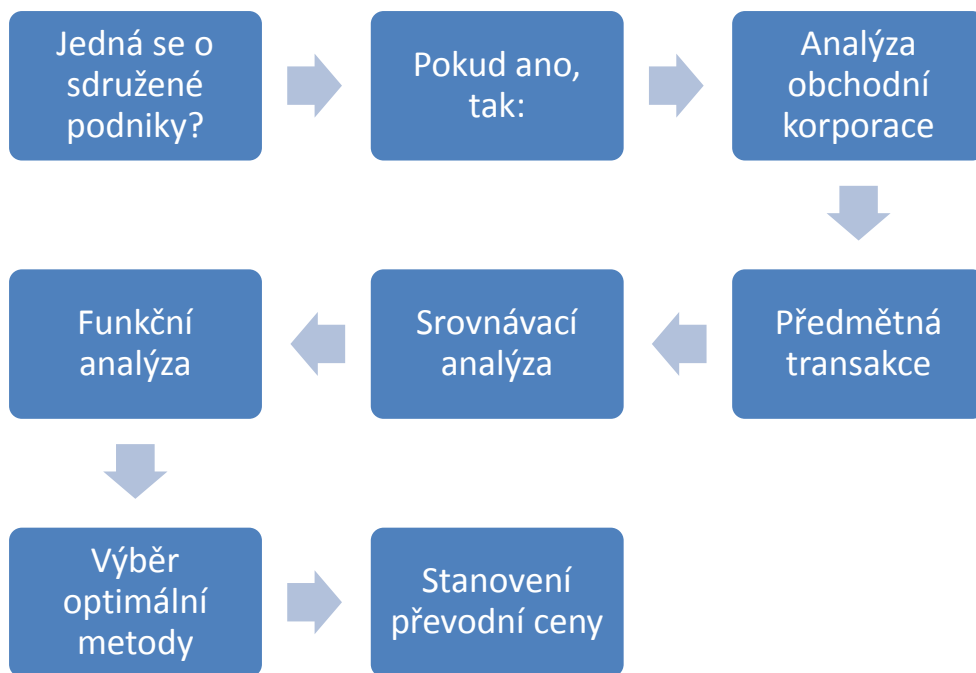 Jedná se o
sdružené
podniky?
Pokud ano,
tak:
Analýza
obchodní
korporace
Předmětná
transakce
Srovnávací
analýza
Funkční
analýza
Výběr
optimální
metody
Stanovení
převodní ceny